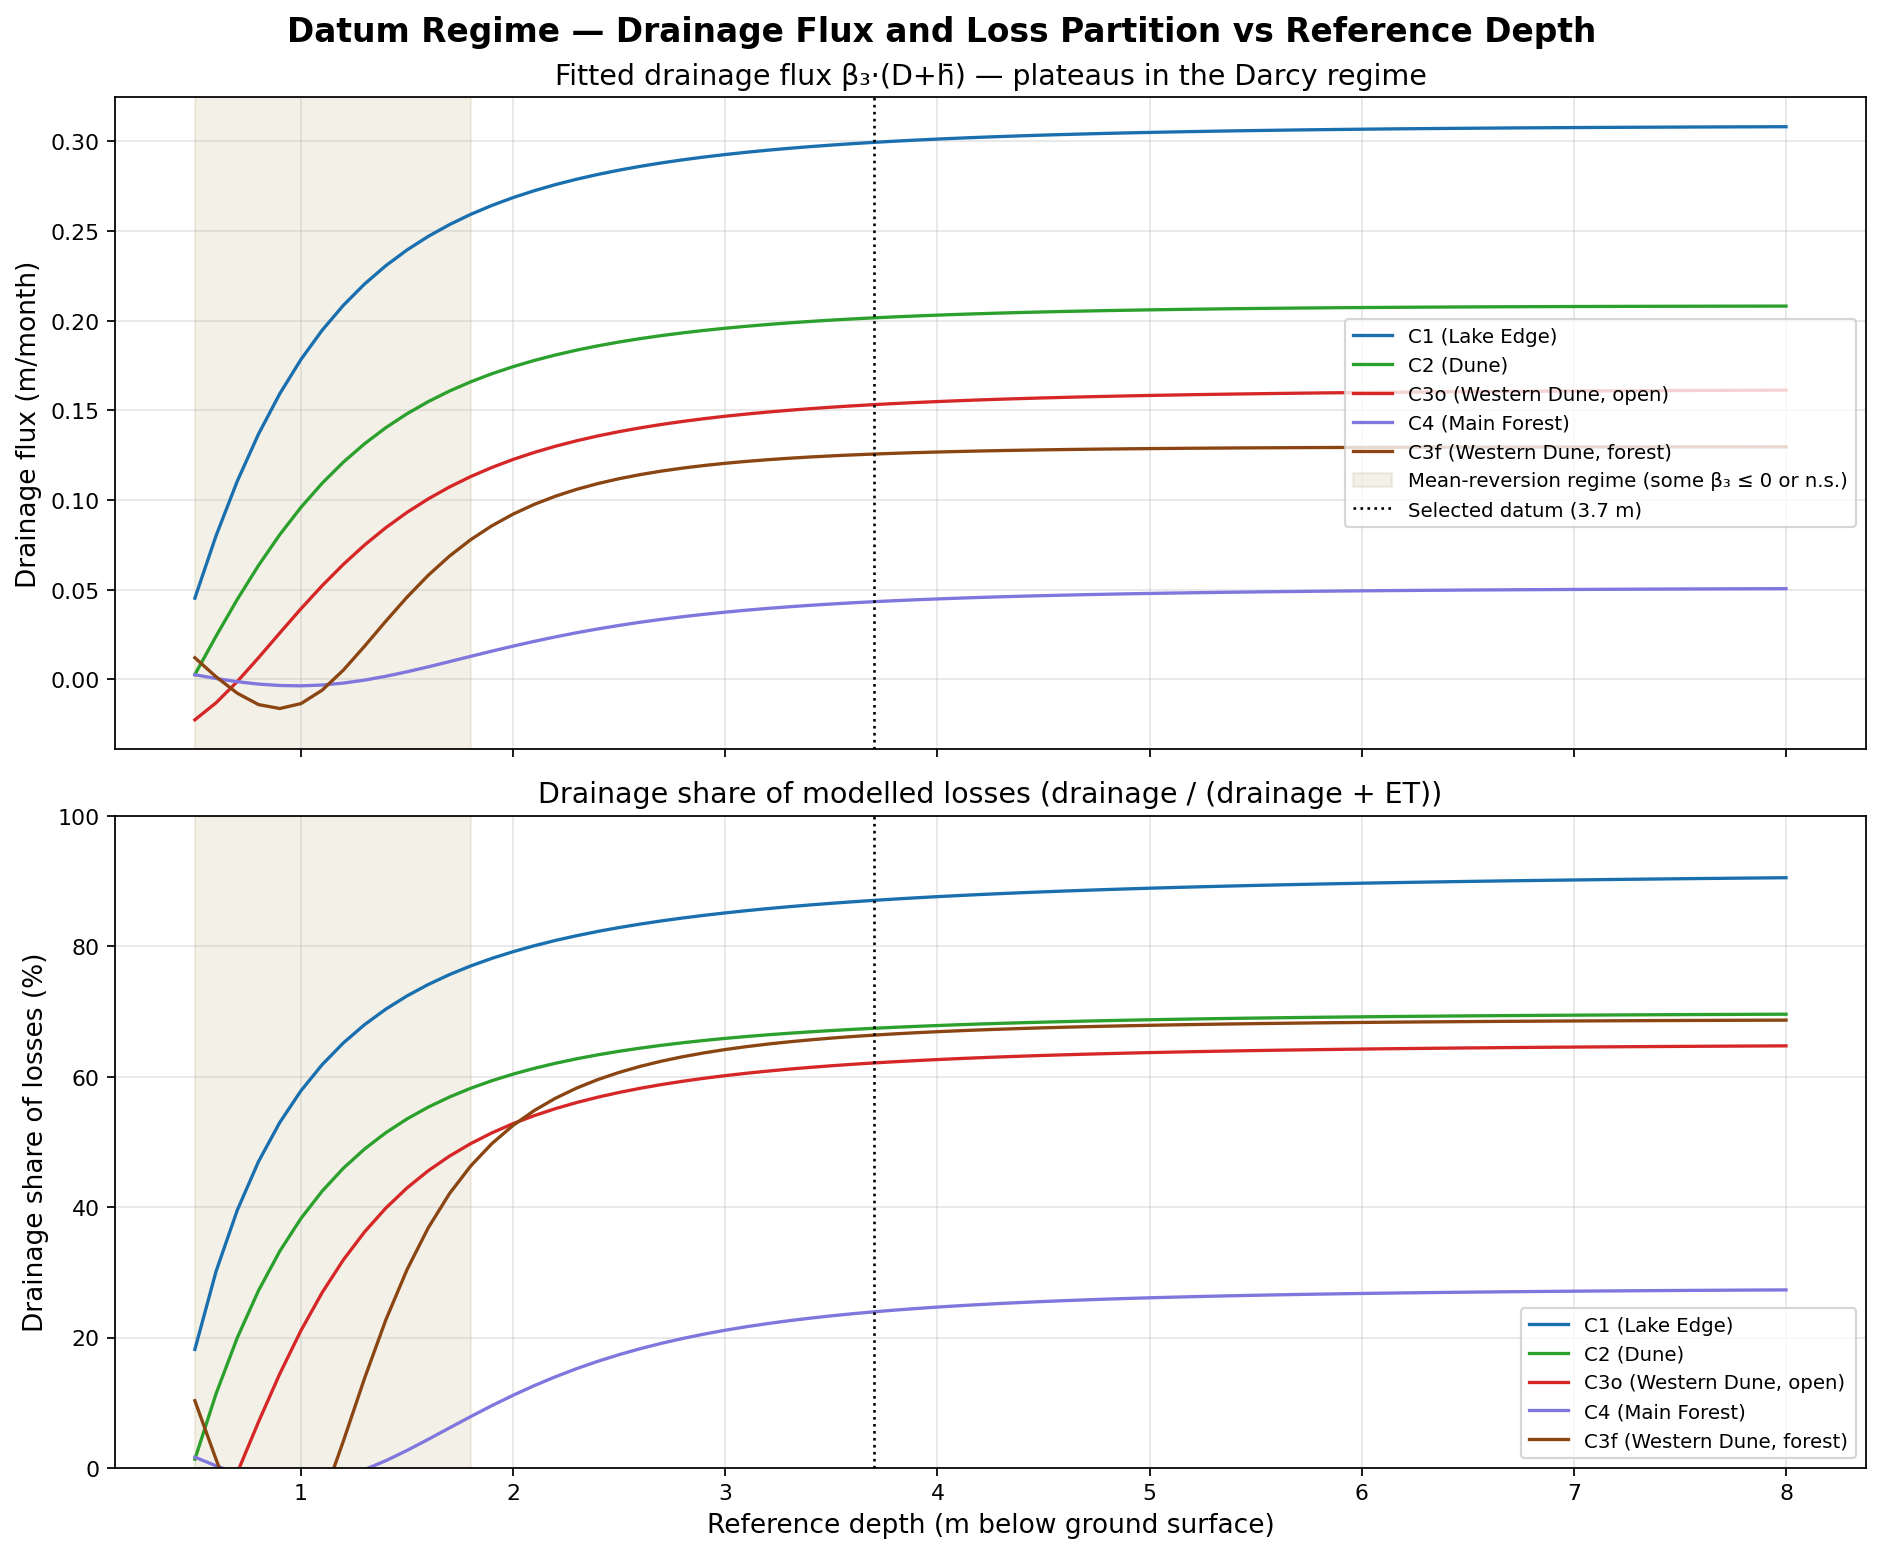 Datum Regime — Drainage Flux and Loss Partition vs Reference Depth
Fitted drainage flux β₃·(D+h̄) — plateaus in the Darcy regime
Drainage flux (m/month)
0.30
0.25
0.20
0.15
0.10
0.05
0.00
C1 (Lake Edge)
C2 (Dune)
C3o (Western Dune, open)
C4 (Main Forest)
C3f (Western Dune, forest)
Mean-reversion regime (some β₃ ≤ 0 or n.s.)
Selected datum (3.7 m)
Drainage share of modelled losses (drainage / (drainage + ET))
Drainage share of losses (%)
100
80
60
40
20
0
C1 (Lake Edge)
C2 (Dune)
C3o (Western Dune, open)
C4 (Main Forest)
C3f (Western Dune, forest)
1 2 3 4 5 6 7 8
Reference depth (m below ground surface)